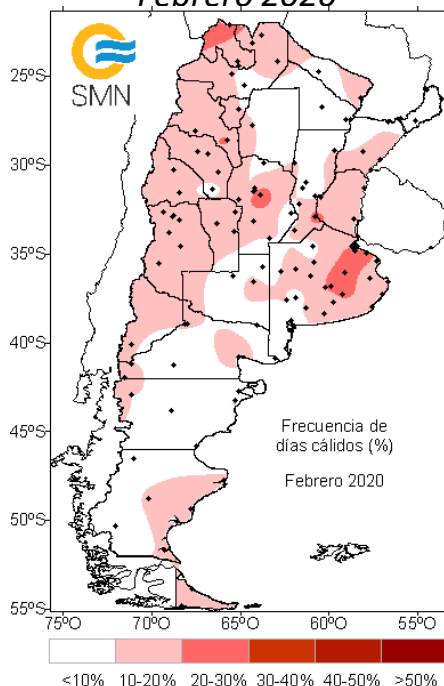 Febrero 2020
SMN
25ºS
30ºS
35ºS
40ºS
45ºS
50ºS
55ºS
Frecuencia de
días cálidos (%)
Febrero 2020
75ºO 70ºO 65ºO 60ºO 55ºO
<10% 10-20% 20-30% 30-40% 40-50% >50%